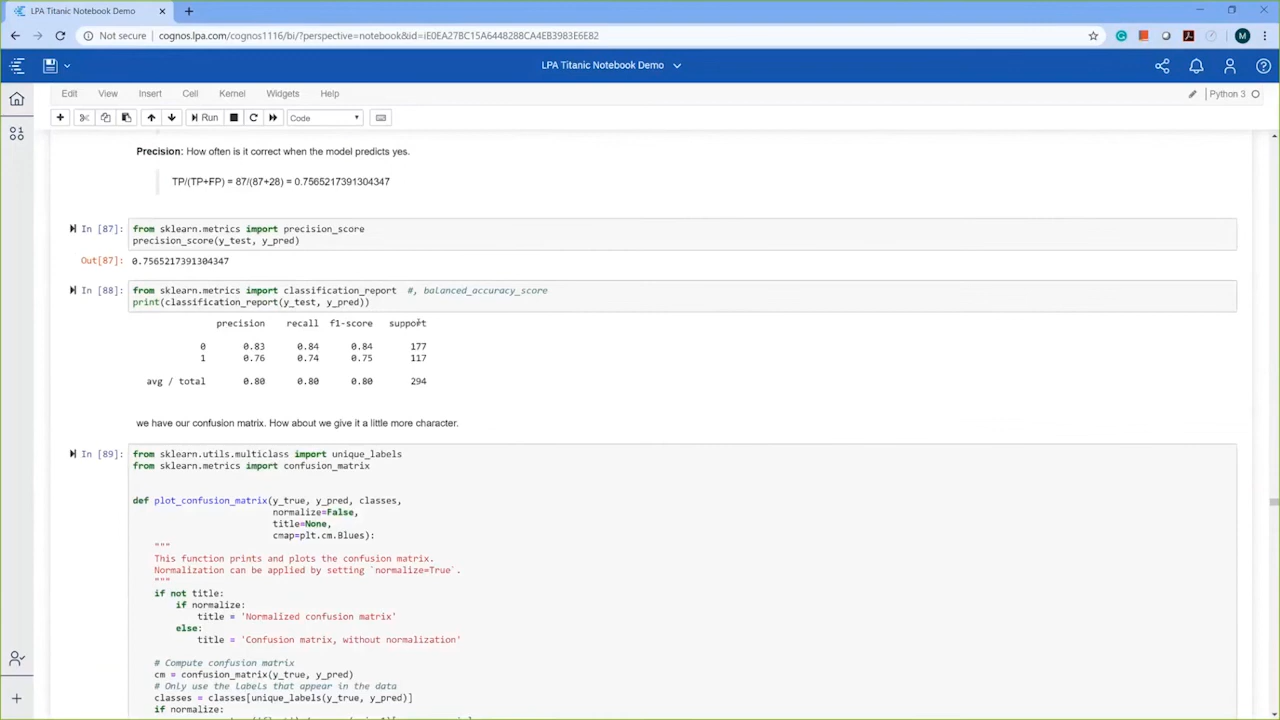 LPA Titanic Notebook Demo
Not secure | cognos.lpa.com/cognos1116/bi/?perspective=notebook&id=iE0EA27BC15A6448288CA4EB3983E6E82
M
LPA Titanic Notebook Demo
Edit View Insert Cell Kernel Widgets Help
Python 3
Run
Code
Precision: How often is it correct when the model predicts yes.
TP/(TP+FP) = 87/(87+28) = 0.7565217391304347
In [87]: from sklearn.metrics import precision_score
precision_score(y_test, y_pred)
Out[87]: 0.7565217391304347
In [88]: from sklearn.metrics import classification_report #, balanced_accuracy_score
print(classification_report(y_test, y_pred))
precision recall f1-score support
0 0.83 0.84 0.84 177
1 0.76 0.74 0.75 117
avg / total 0.80 0.80 0.80 294
we have our confusion matrix. How about we give it a little more character.
In [89]: from sklearn.utils.multiclass import unique_labels
from sklearn.metrics import confusion_matrix
def plot_confusion_matrix(y_true, y_pred, classes,
normalize=False,
title=None,
cmap=plt.cm.Blues):
"""
This function prints and plots the confusion matrix.
Normalization can be applied by setting `normalize=True`.
"""
if not title:
if normalize:
title = 'Normalized confusion matrix'
else:
title = 'Confusion matrix, without normalization'
# Compute confusion matrix
cm = confusion_matrix(y_true, y_pred)
# Only use the labels that appear in the data
classes = classes[unique_labels(y_true, y_pred)]
if normalize: